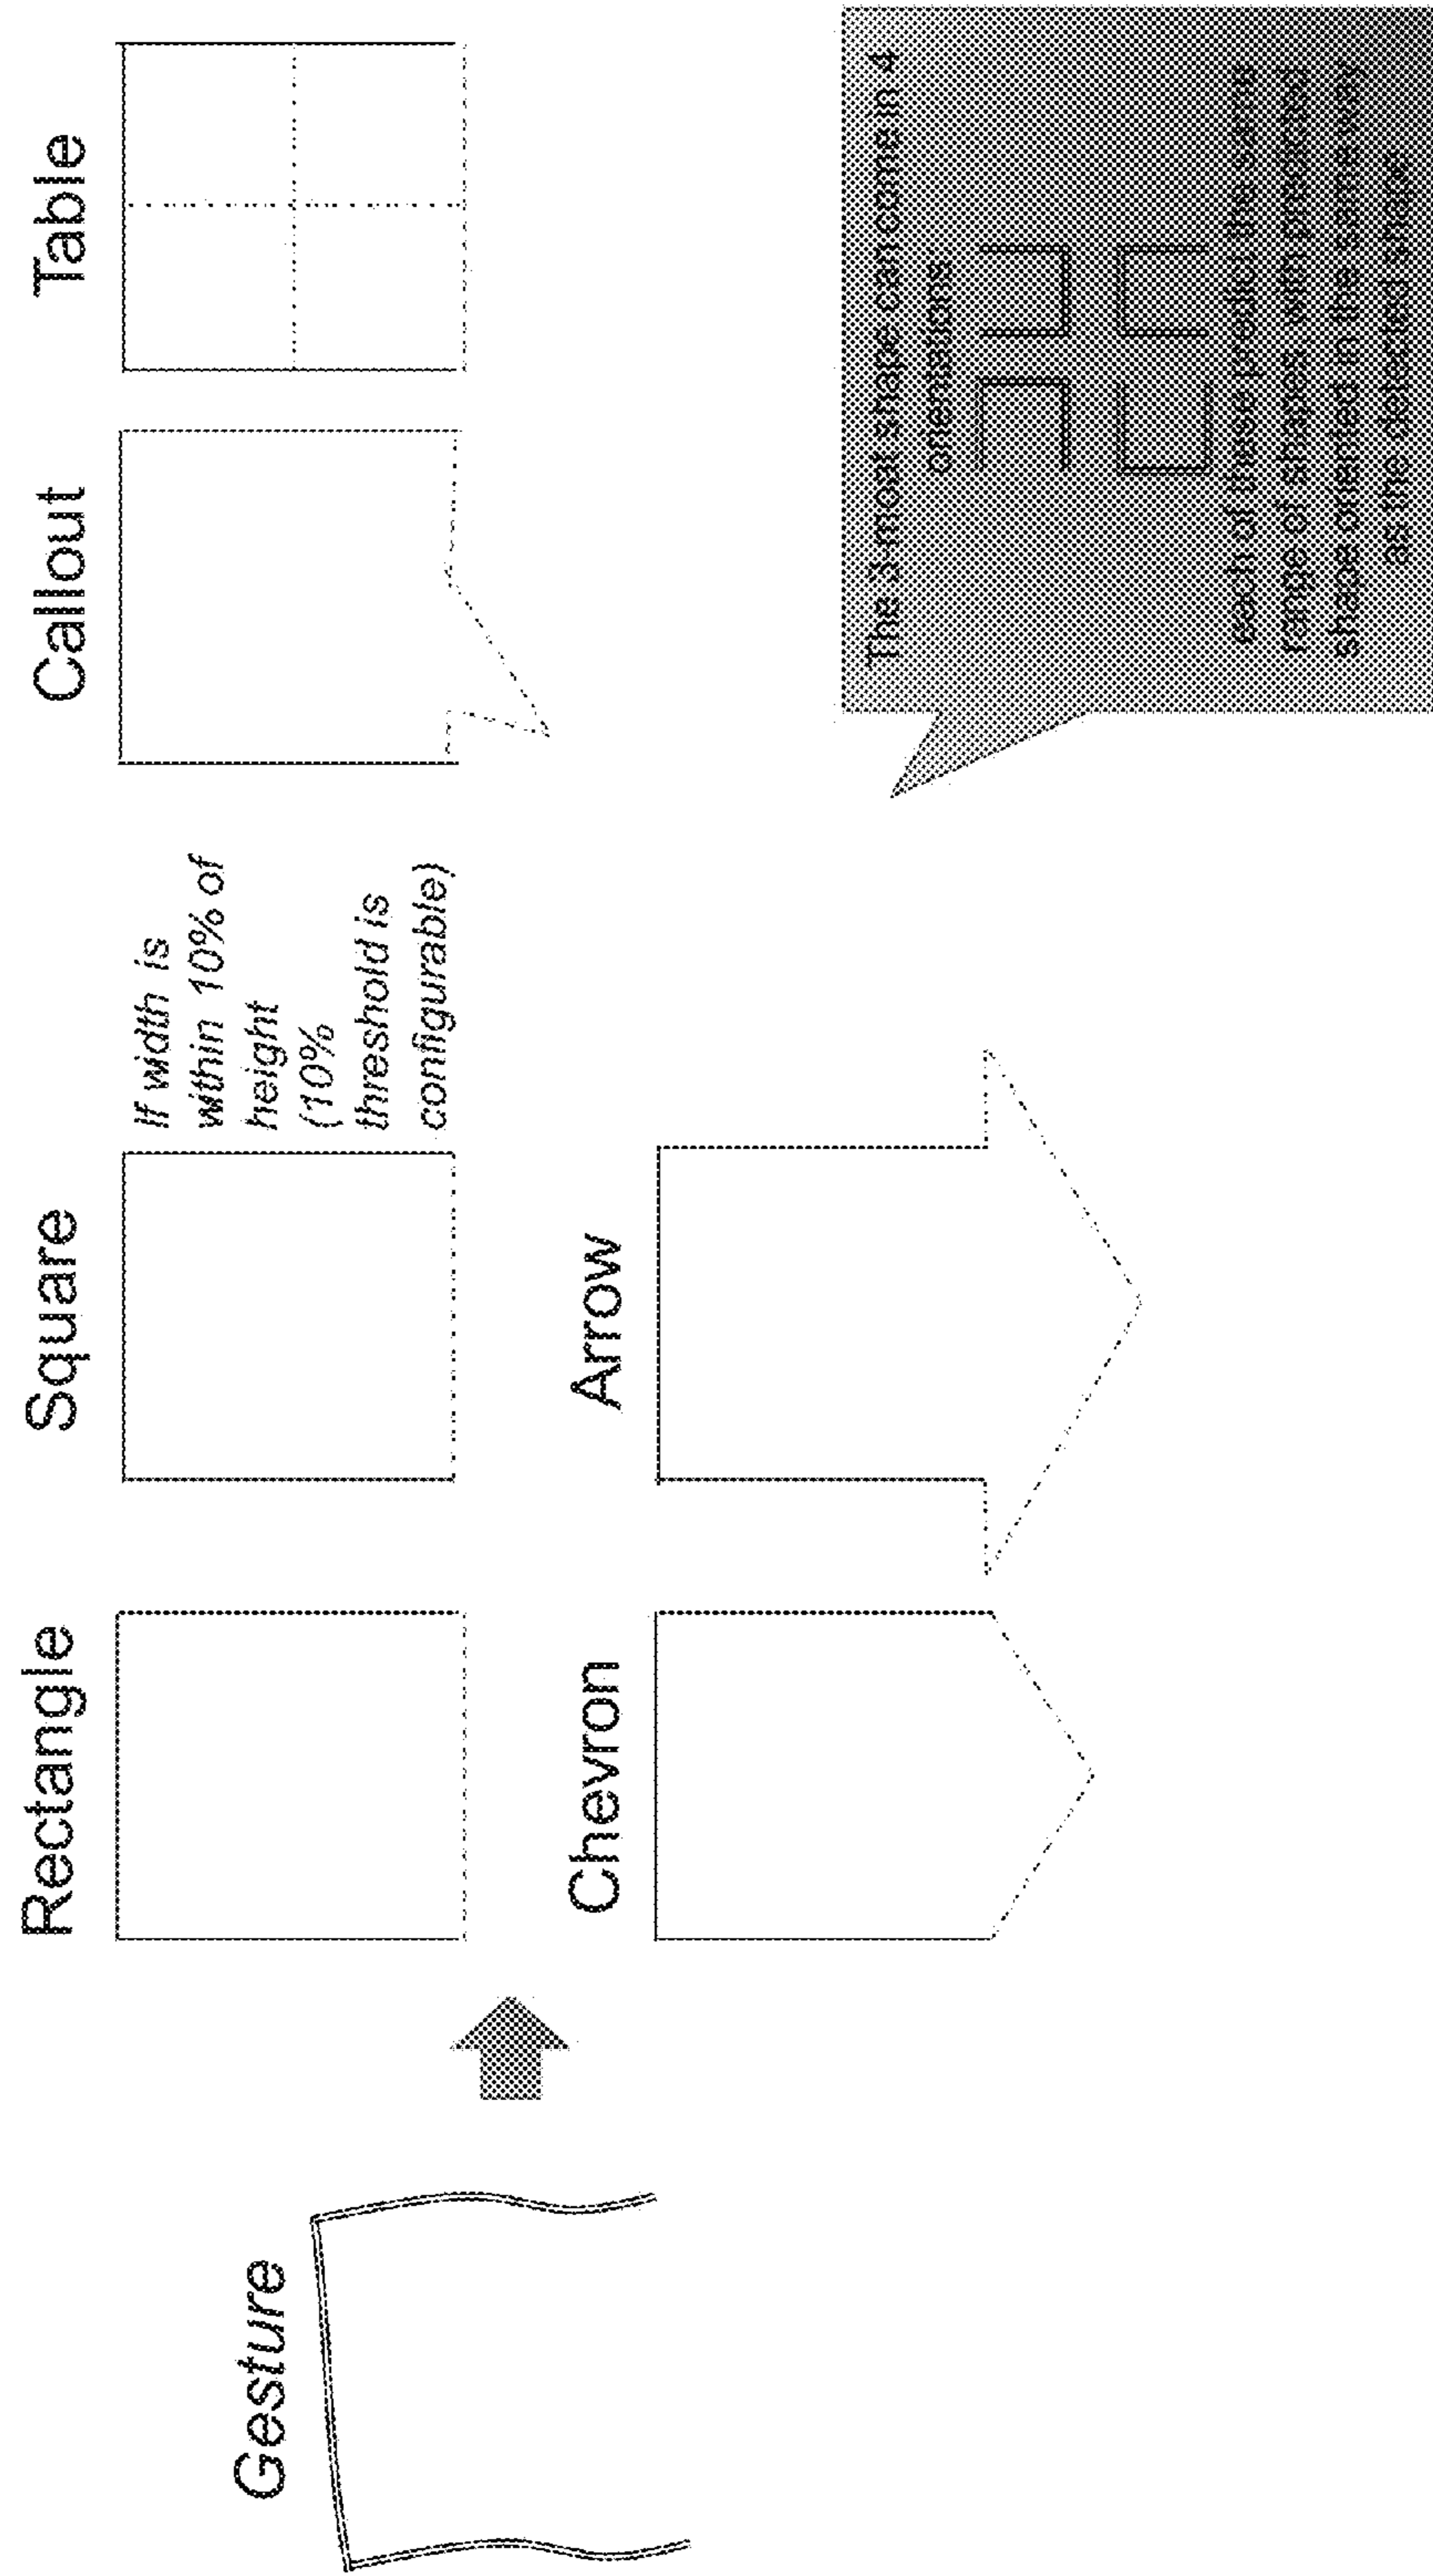 Gesture
Rectangle
Square
If width is
within 10% of
height
(10%
threshold is
configurable)
Callout
Table
Chevron
Arrow
The 3-most shape can come in 4
orientations
each of these predict the same
range of shapes with predicted
shape oriented in the same way
as the detected shape